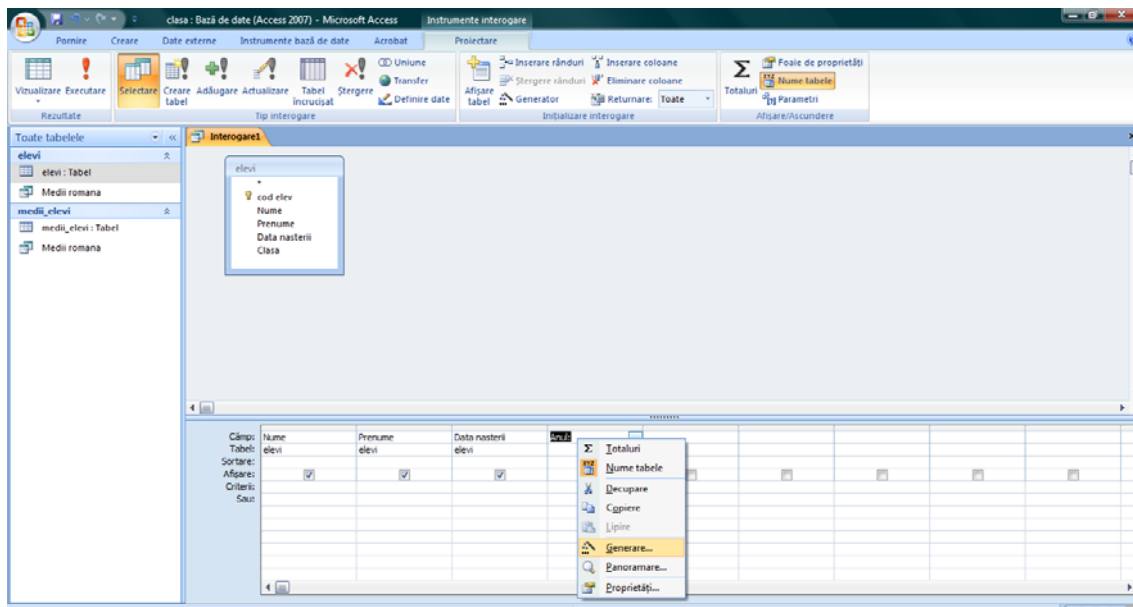 clasa : Bază de date (Access 2007) - Microsoft Access Instrumente interogare
Pornire Creare Date externe Instrumente bază de date Acrobat Proiectare
Vizualizare Executare Selectare Creare tabel Adăugare Actualizare Tabel încrucișat Ștergere
Uniune
Transfer
Definire date
Afișare tabel
Inserare rânduri Inserare coloane
Ștergere rânduri Eliminare coloane
Generator Returnare: Toate
Totaluri
Foaie de proprietăți
Nume tabele
Parametri
Rezultate Tip interogare Inițializare interogare Afișare/Ascundere
Toate tabelele
elevi
elevi : Tabel
Medii romana
medii_elevi
medii_elevi : Tabel
Medii romana
Interogare1
elevi
*
cod elev
Nume
Prenume
Data nasterii
Clasa
Câmp: Nume Prenume Data nasterii Anul:
Tabel: elevi elevi elevi
Sortare:
Afișare:
Criterii:
Sau:
Totaluri
XYZ Nume tabele
Decupare
Copiere
Lipire
Generare...
Panoramare...
Proprietăți...